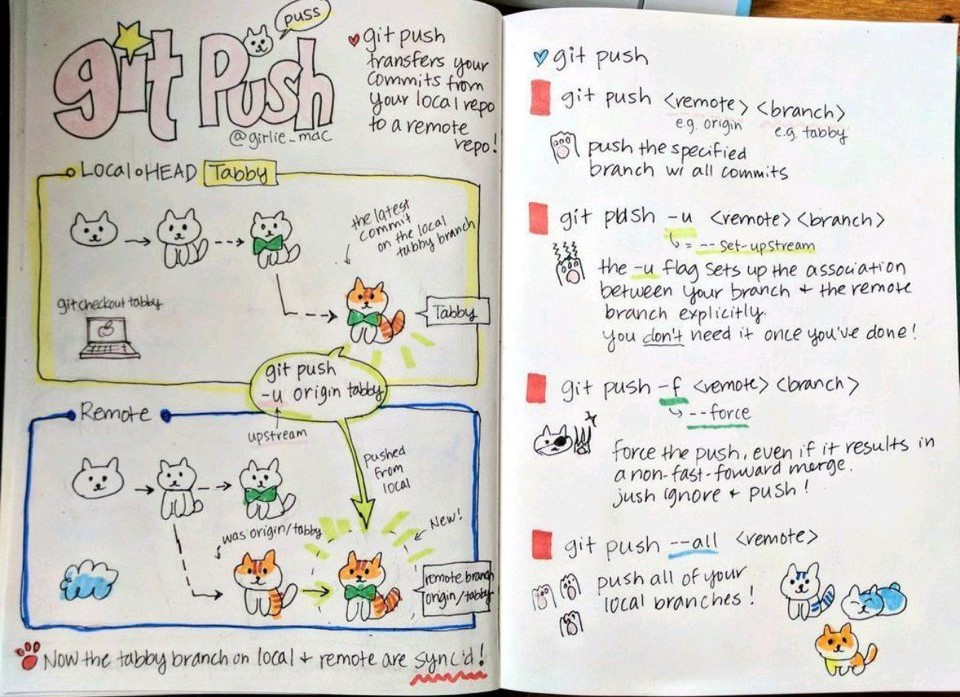 git Push
puss
@girlie_mac
git push
transfers your
commits from
your local repo
to a remote
repo!
Local HEAD Tabby
the latest
commit
on the local
tabby branch
git checkout tabby
Tabby
git push
-u origin tabby
upstream
Remote
pushed
from
local
was origin/tabby
New!
remote branch
origin/tabby
Now the tabby branch on local + remote are sync'd!
git push
git push <remote> <branch>
e.g. origin e.g. tabby
push the specified
branch w/ all commits
git push -u <remote> <branch>
= --set-upstream
the -u flag sets up the association
between your branch + the remote
branch explicitly.
you don't need it once you've done!
git push -f <remote> <branch>
--force
Force the push, even if it results in
a non-fast-foward merge.
jush ignore + push!
git push --all <remote>
push all of your
local branches!